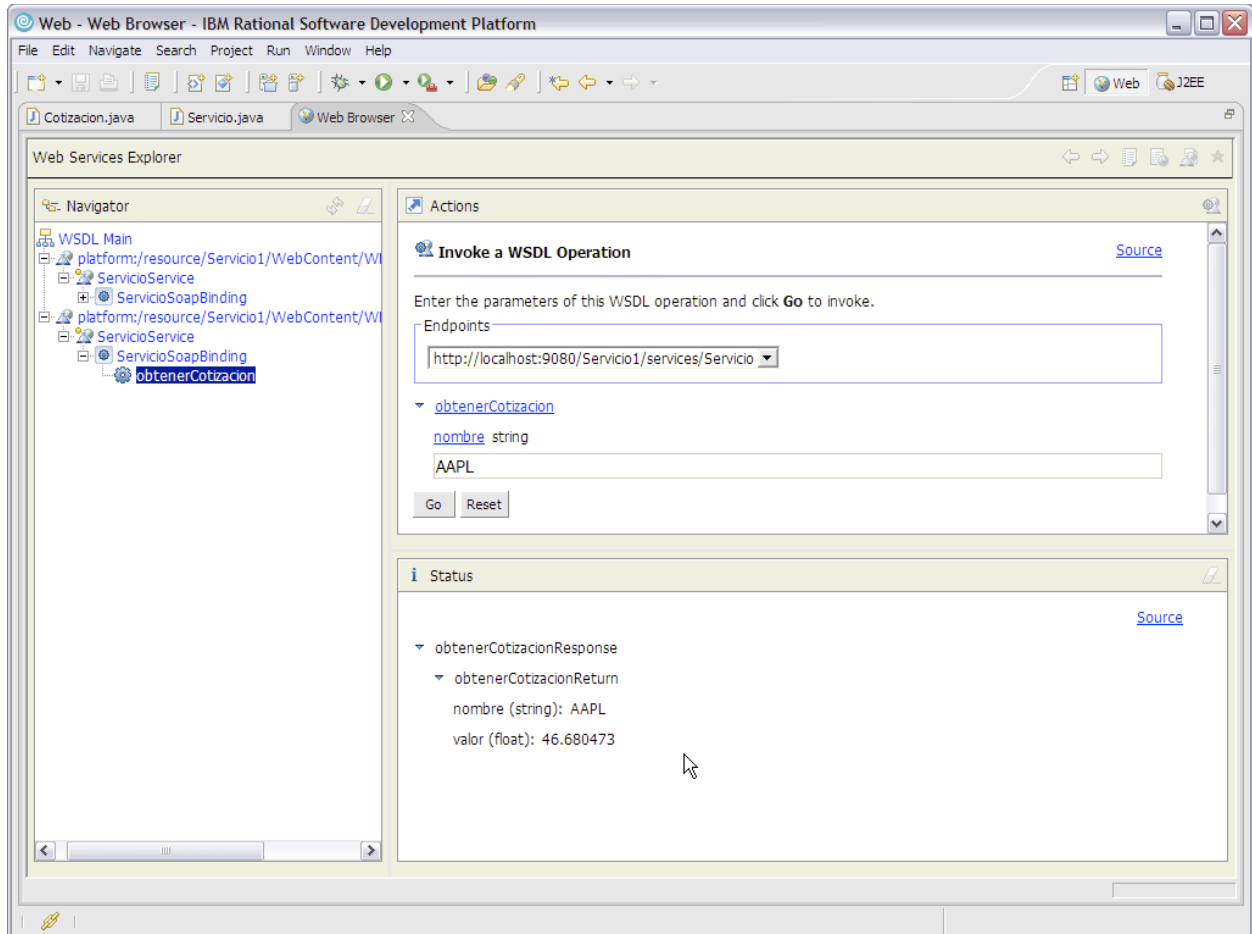 Web - Web Browser - IBM Rational Software Development Platform
File Edit Navigate Search Project Run Window Help
Web J2EE
Cotizacion.java Servicio.java Web Browser
Web Services Explorer
Navigator
WSDL Main
platform:/resource/Servicio1/WebContent/WI
ServicioService
ServicioSoapBinding
platform:/resource/Servicio1/WebContent/WI
ServicioService
ServicioSoapBinding
obtenerCotizacion
Actions
Invoke a WSDL Operation Source
Enter the parameters of this WSDL operation and click Go to invoke.
Endpoints
http://localhost:9080/Servicio1/services/Servicio
obtenerCotizacion
nombre string
AAPL
Go Reset
i Status
Source
obtenerCotizacionResponse
obtenerCotizacionReturn
nombre (string): AAPL
valor (float): 46.680473